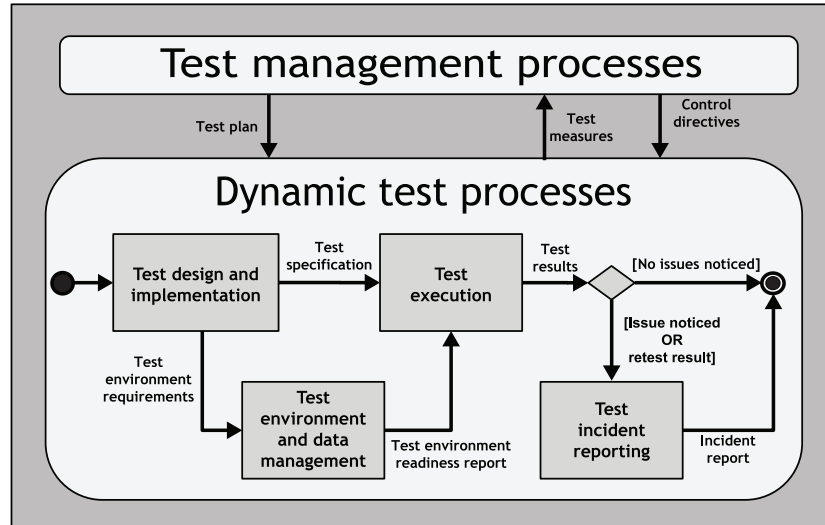 Test management processes
Test plan
Test
measures
Control
directives
Dynamic test processes
Test design and
implementation
Test
specification
Test
execution
Test
results
[No issues noticed]
[Issue noticed
OR
retest result]
Test
environment
requirements
Test
environment
and data
management
Test environment
readiness report
Test
incident
reporting
Incident
report